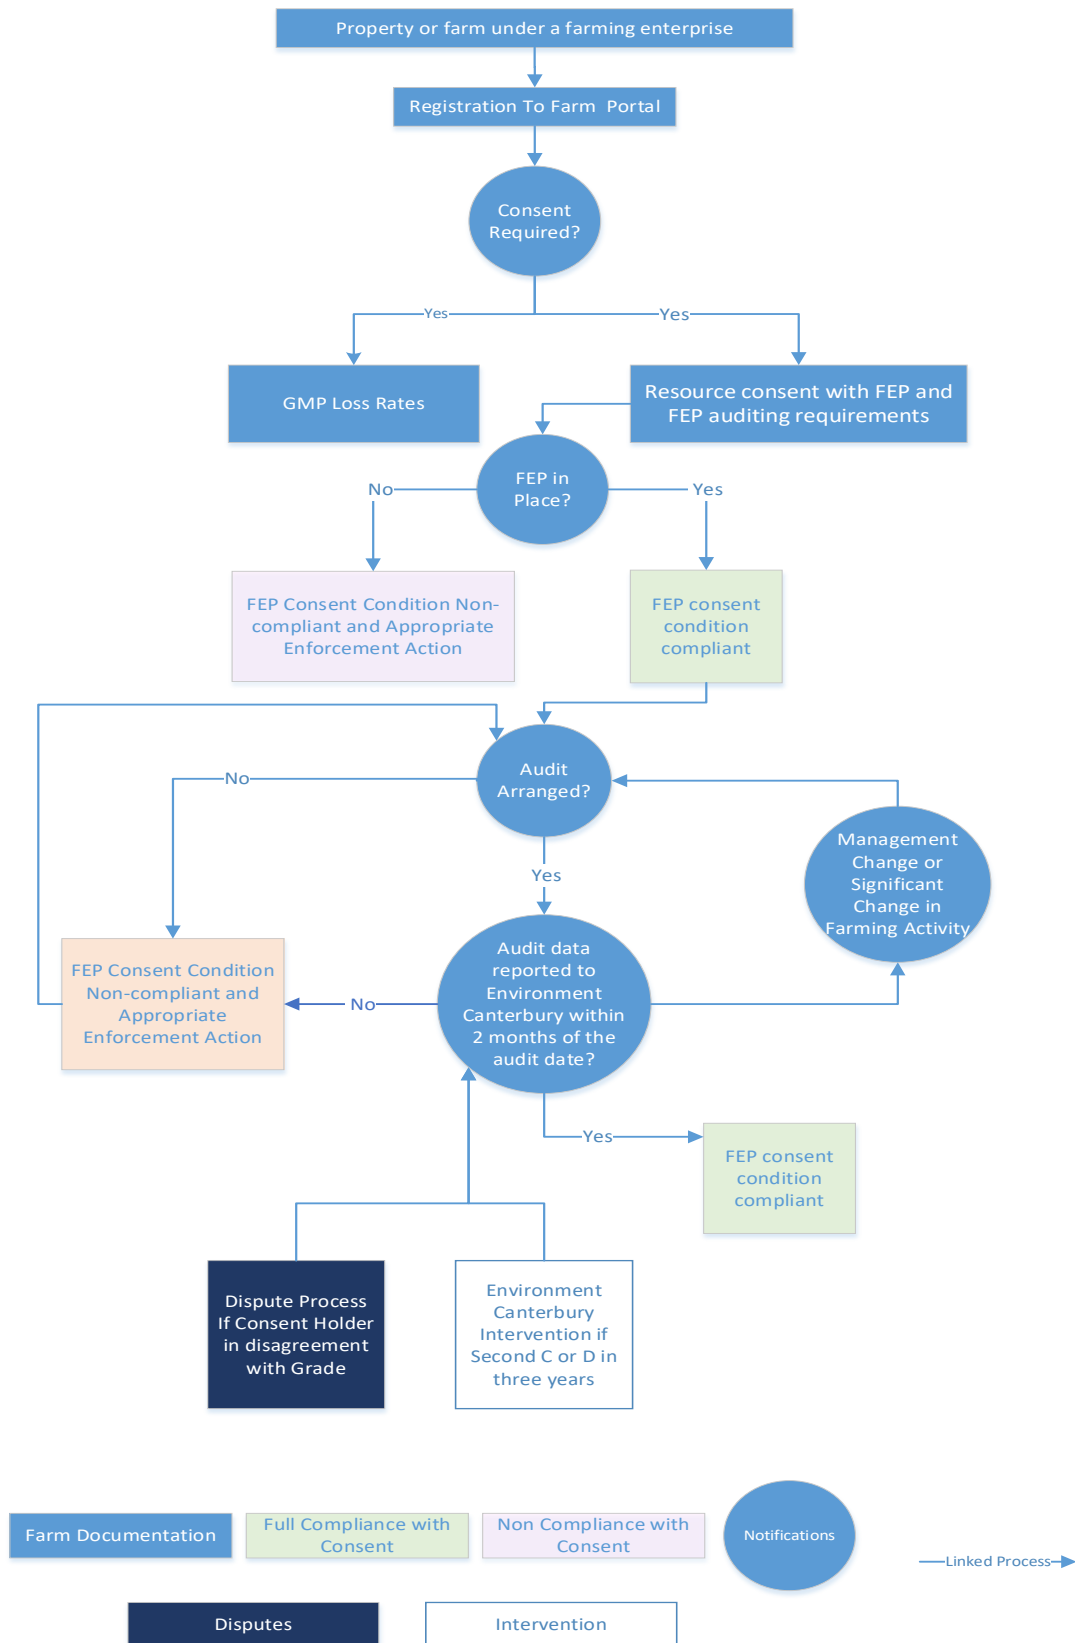 Property or farm under a farming enterprise
Registration To Farm Portal
Consent
Required?
Yes
Yes
GMP Loss Rates
Resource consent with FEP and
FEP auditing requirements
FEP in
Place?
No
Yes
FEP Consent Condition Non-
compliant and Appropriate
Enforcement Action
FEP consent
condition
compliant
Audit
Arranged?
No
Management
Change or
Significant
Change in
Farming Activity
Yes
FEP Consent Condition
Non-compliant and
Appropriate
Enforcement Action
No
Audit data
reported to
Environment
Canterbury within
2 months of the
audit date?
Yes
FEP consent
condition
compliant
Dispute Process
If Consent Holder
in disagreement
with Grade
Environment
Canterbury
Intervention if
Second C or D in
three years
Farm Documentation
Full Compliance with
Consent
Non Compliance with
Consent
Notifications
Linked Process
Disputes
Intervention